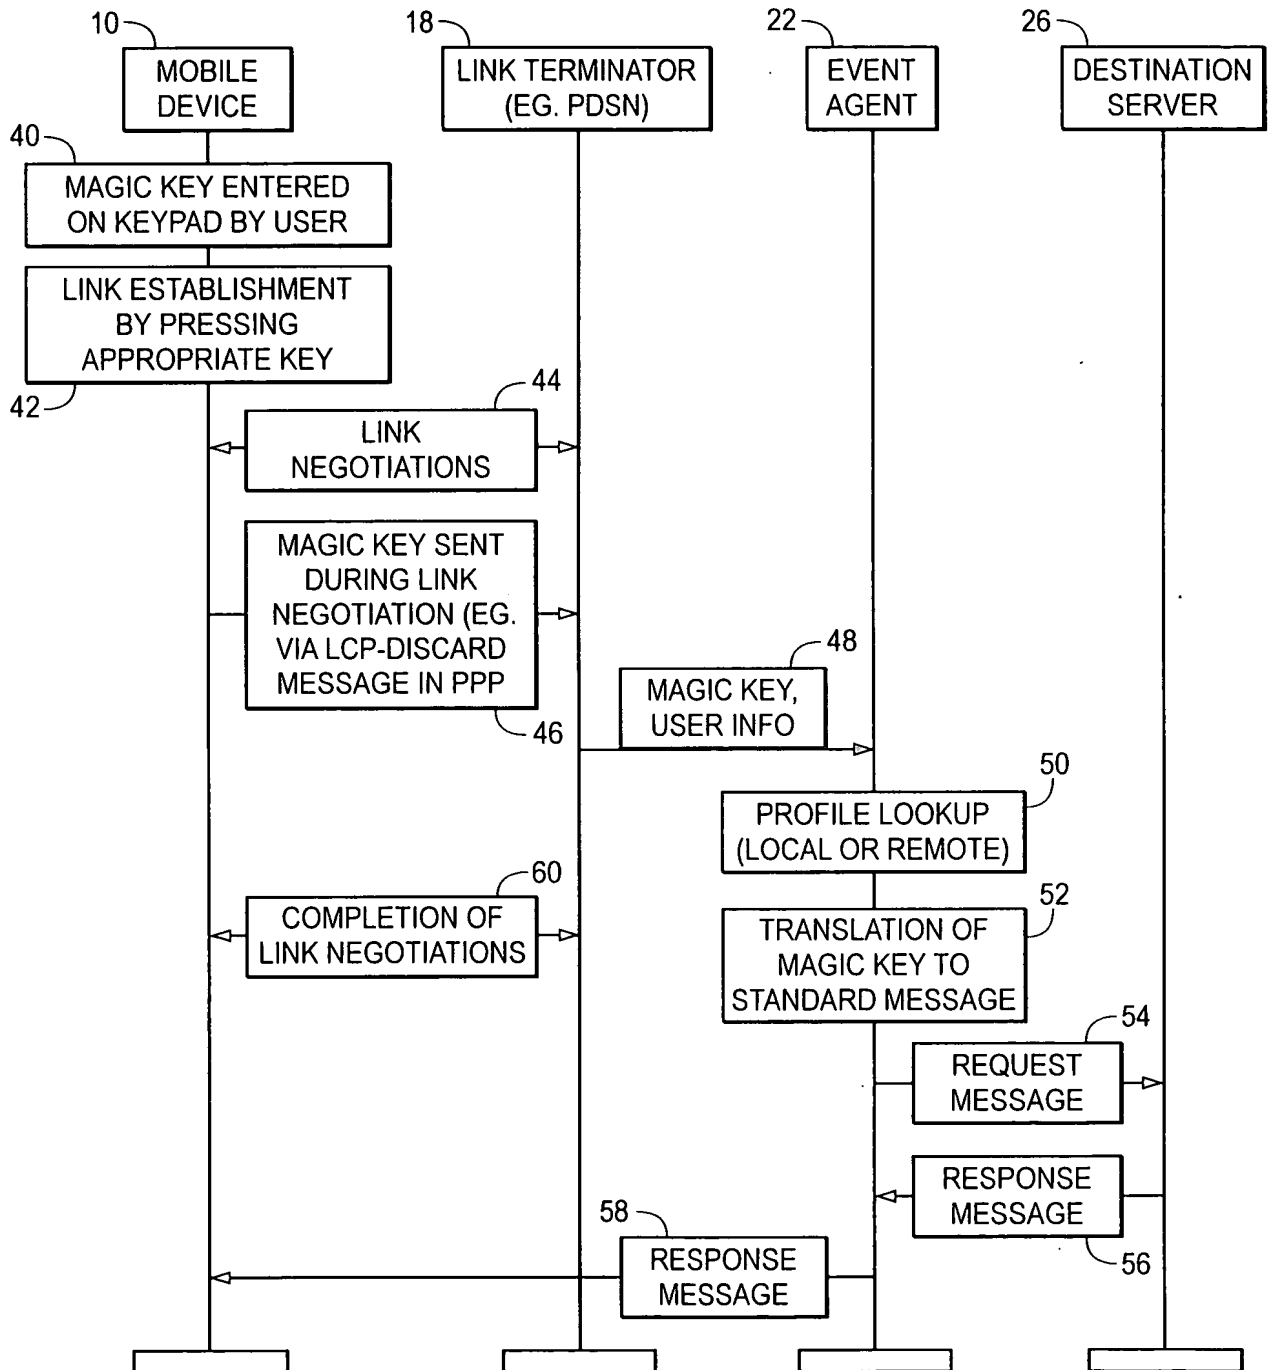 10
18
22
26
MOBILE
DEVICE
LINK TERMINATOR
(EG. PDSN)
EVENT
AGENT
DESTINATION
SERVER
40
MAGIC KEY ENTERED
ON KEYPAD BY USER
LINK ESTABLISHMENT
BY PRESSING
APPROPRIATE KEY
42
44
LINK
NEGOTIATIONS
MAGIC KEY SENT
DURING LINK
NEGOTIATION (EG.
VIA LCP-DISCARD
MESSAGE IN PPP
46
48
MAGIC KEY,
USER INFO
50
PROFILE LOOKUP
(LOCAL OR REMOTE)
60
COMPLETION OF
LINK NEGOTIATIONS
52
TRANSLATION OF
MAGIC KEY TO
STANDARD MESSAGE
54
REQUEST
MESSAGE
RESPONSE
MESSAGE
56
58
RESPONSE
MESSAGE